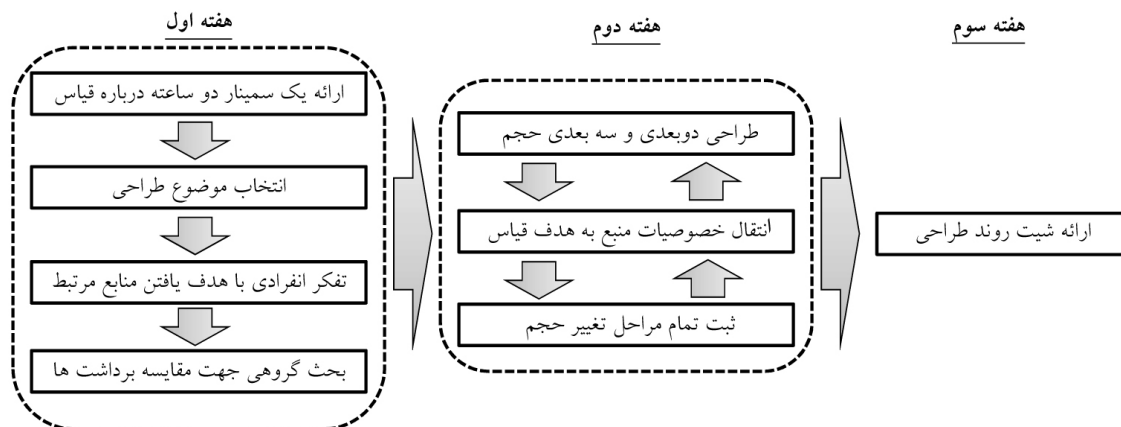 هفته اول
ارائه یک سمینار دو ساعته درباره قیاس
انتخاب موضوع طراحی
تفکر انفرادی با هدف یافتن منابع مرتبط
بحث گروهی جهت مقایسه برداشت ها
هفته دوم
طراحی دوبعدی و سه بعدی حجم
انتقال خصوصیات منبع به هدف قیاس
ثبت تمام مراحل تغییر حجم
هفته سوم
ارائه شیت روند طراحی